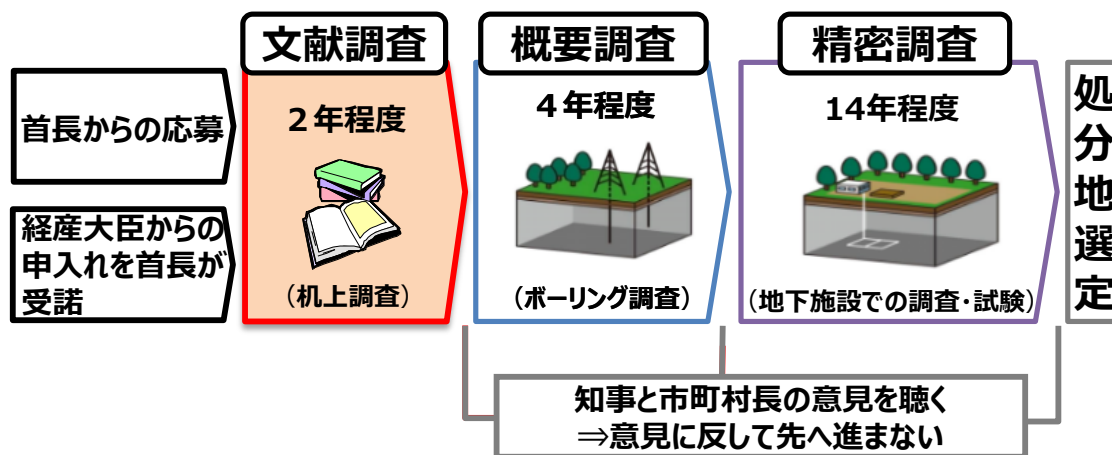 文献調査
概要調査
精密調査
首長からの応募
経産大臣からの
申入れを首長が
受諾
２年程度
（机上調査）
４年程度
（ボーリング調査）
14年程度
（地下施設での調査・試験）
処
分
地
選
定
知事と市町村長の意見を聴く
⇒意見に反して先へ進まない